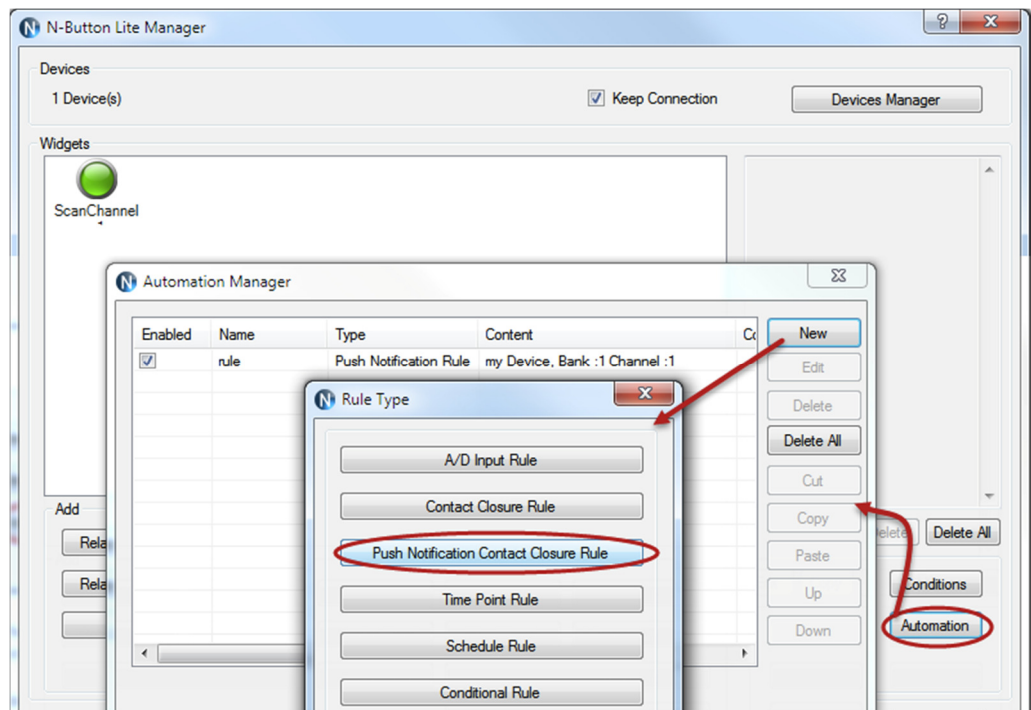 N-Button Lite Manager
Devices
1 Device(s)
Keep Connection
Devices Manager
Widgets
ScanChannel
Automation Manager
Enabled Name Type Content
rule Push Notification Rule my Device, Bank :1 Channel :1
New
Edit
Delete
Delete All
Cut
Copy
Paste
Up
Down
Rule Type
A/D Input Rule
Contact Closure Rule
Push Notification Contact Closure Rule
Time Point Rule
Schedule Rule
Conditional Rule
Add
Delete All
Conditions
Automation